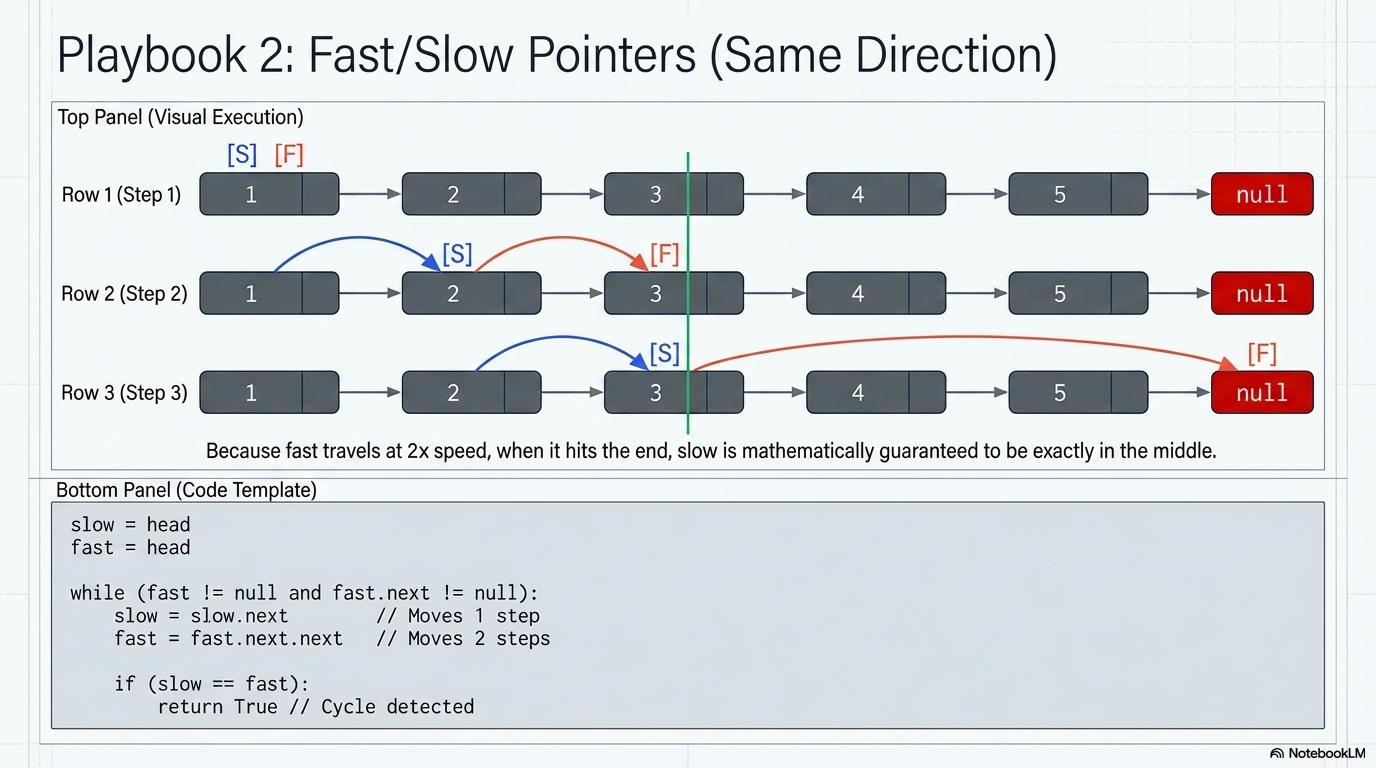 Playbook 2: Fast/Slow Pointers (Same Direction)
Top Panel (Visual Execution)
[S] [F]
Row 1 (Step 1) 1 2 3 4 5 null
[S] [F]
Row 2 (Step 2) 1 2 3 4 5 null
[S] [F]
Row 3 (Step 3) 1 2 3 4 5 null
Because fast travels at 2x speed, when it hits the end, slow is mathematically guaranteed to be exactly in the middle.
Bottom Panel (Code Template)
slow = head
fast = head
while (fast != null and fast.next != null):
    slow = slow.next        // Moves 1 step
    fast = fast.next.next   // Moves 2 steps
    if (slow == fast):
        return True // Cycle detected
NotebookLM